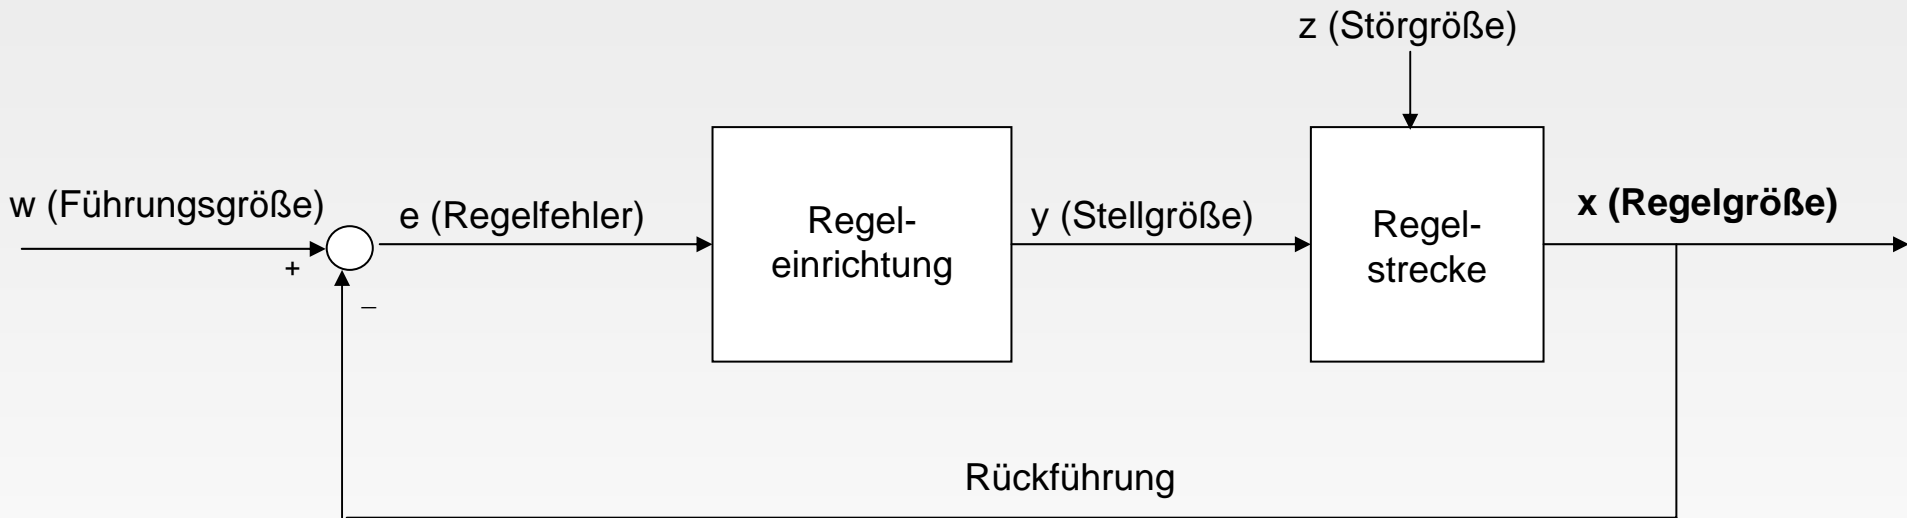 z (Störgröße)
w (Führungsgröße)
+
–
e (Regelfehler)
Regel-
einrichtung
y (Stellgröße)
Regel-
strecke
x (Regelgröße)
Rückführung